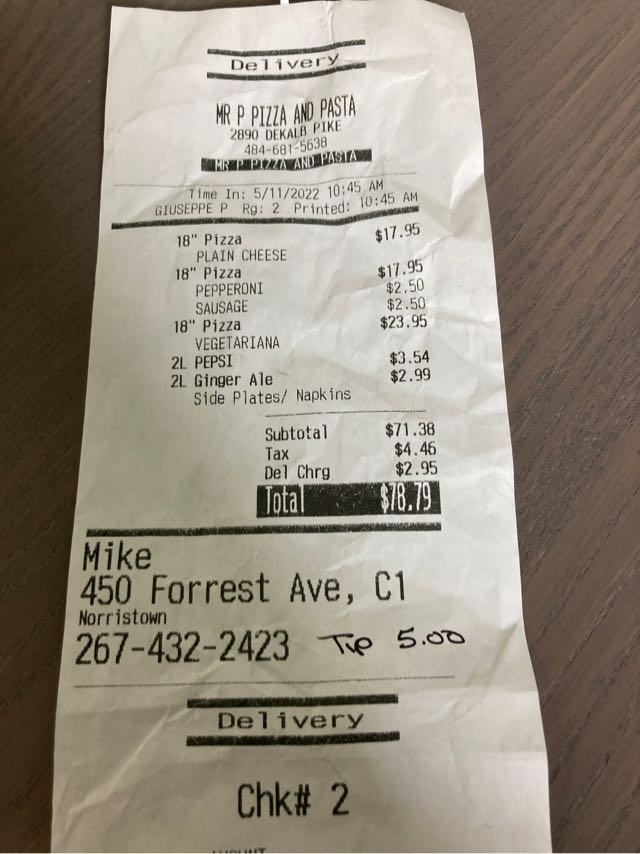 Delivery
MR P PIZZA AND PASTA
2890 DEKALB PIKE
484-681-5638
MR P PIZZA AND PASTA
Time In: 5/11/2022 10:45 AM
GIUSEPPE P Rg: 2 Printed: 10:45 AM
18" Pizza $17.95
PLAIN CHEESE
18" Pizza $17.95
PEPPERONI $2.50
SAUSAGE $2.50
18" Pizza $23.95
VEGETARIANA
2L PEPSI $3.54
2L Ginger Ale $2.99
Side Plates/ Napkins
Subtotal $71.38
Tax $4.46
Del Chrg $2.95
Total $78.79
Mike
450 Forrest Ave, C1
Norristown
267-432-2423 Tip 5.00
Delivery
Chk# 2